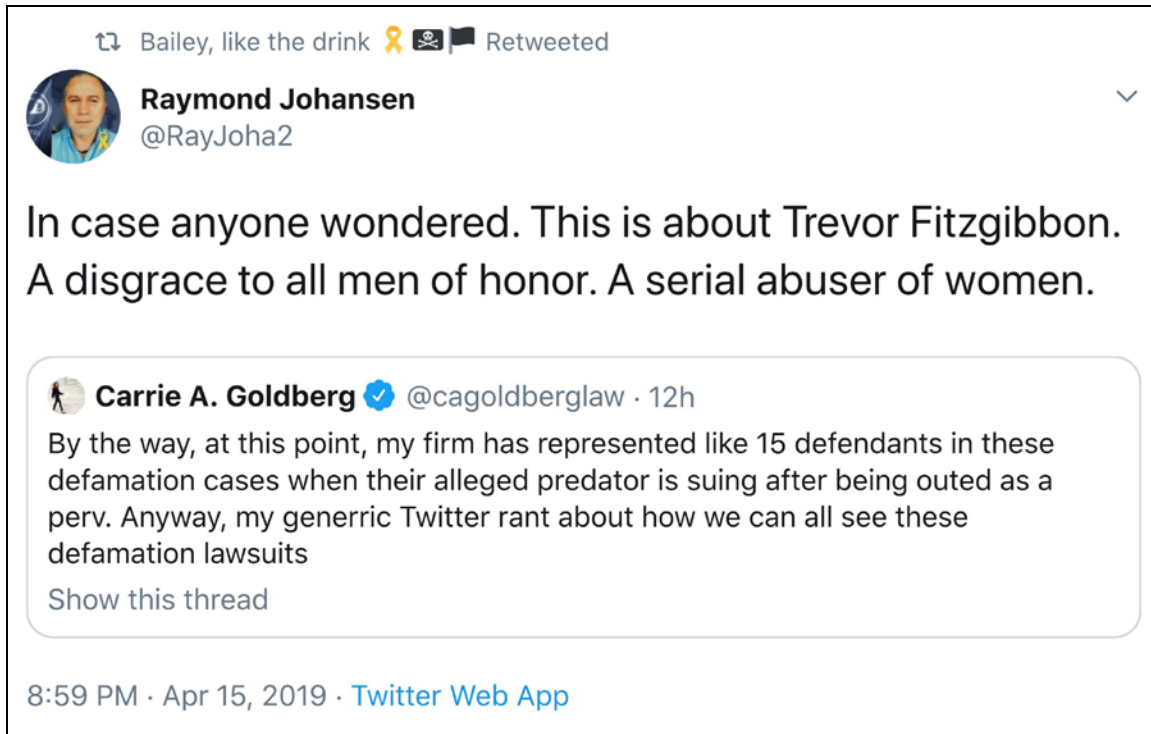 Bailey, like the drink 🎗️ 🏴‍☠️ 🏴 Retweeted
Raymond Johansen
@RayJoha2
In case anyone wondered. This is about Trevor Fitzgibbon.
A disgrace to all men of honor. A serial abuser of women.
Carrie A. Goldberg @cagoldberglaw · 12h
By the way, at this point, my firm has represented like 15 defendants in these
defamation cases when their alleged predator is suing after being outed as a
perv. Anyway, my generric Twitter rant about how we can all see these
defamation lawsuits
Show this thread
8:59 PM · Apr 15, 2019 · Twitter Web App